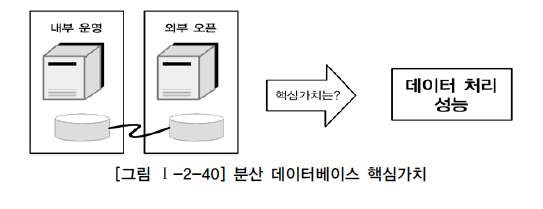 내부 운영
외부 오픈
핵심가치는?
데이터 처리
성능
[그림 Ⅰ-2-40] 분산 데이터베이스 핵심가치